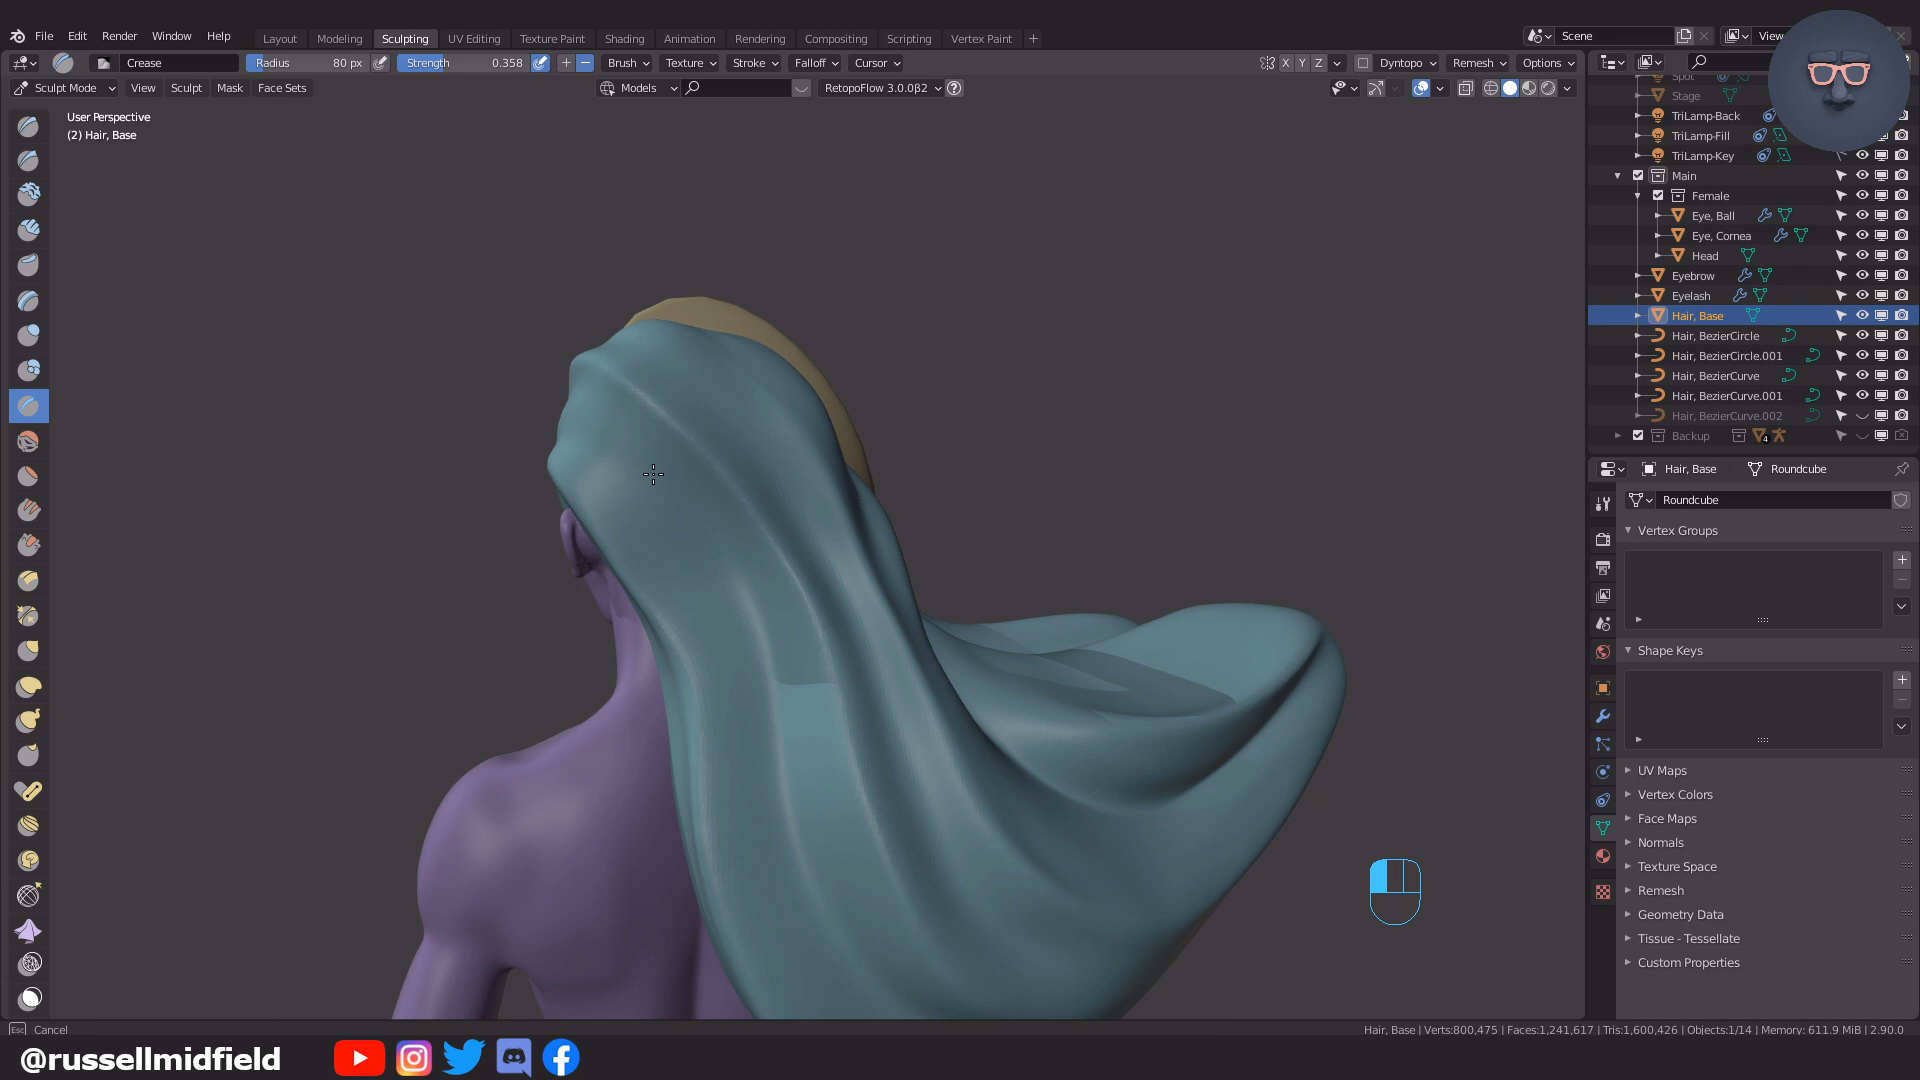 File Edit Render Window Help
Layout Modeling Sculpting UV Editing Texture Paint Shading Animation Rendering Compositing Scripting Vertex Paint +
Scene
View
Crease
Radius 80 px
Strength 0.358
Brush Texture Stroke Falloff Cursor
X Y Z
Dyntopo Remesh Options
Sculpt Mode View Sculpt Mask Face Sets
Models
RetopoFlow 3.0.0β2
User Perspective
(2) Hair, Base
Spot
Stage
TriLamp-Back
TriLamp-Fill
TriLamp-Key
Main
Female
Eye, Ball
Eye, Cornea
Head
Eyebrow
Eyelash
Hair, Base
Hair, BezierCircle
Hair, BezierCircle.001
Hair, BezierCurve
Hair, BezierCurve.001
Hair, BezierCurve.002
Backup 4
Hair, Base Roundcube
Roundcube
Vertex Groups
Shape Keys
UV Maps
Vertex Colors
Face Maps
Normals
Texture Space
Remesh
Geometry Data
Tissue - Tessellate
Custom Properties
Esc Cancel
Hair, Base | Verts:800,475 | Faces:1,241,617 | Tris:1,600,426 | Objects:1/14 | Memory: 611.9 MiB | 2.90.0
@russellmidfield